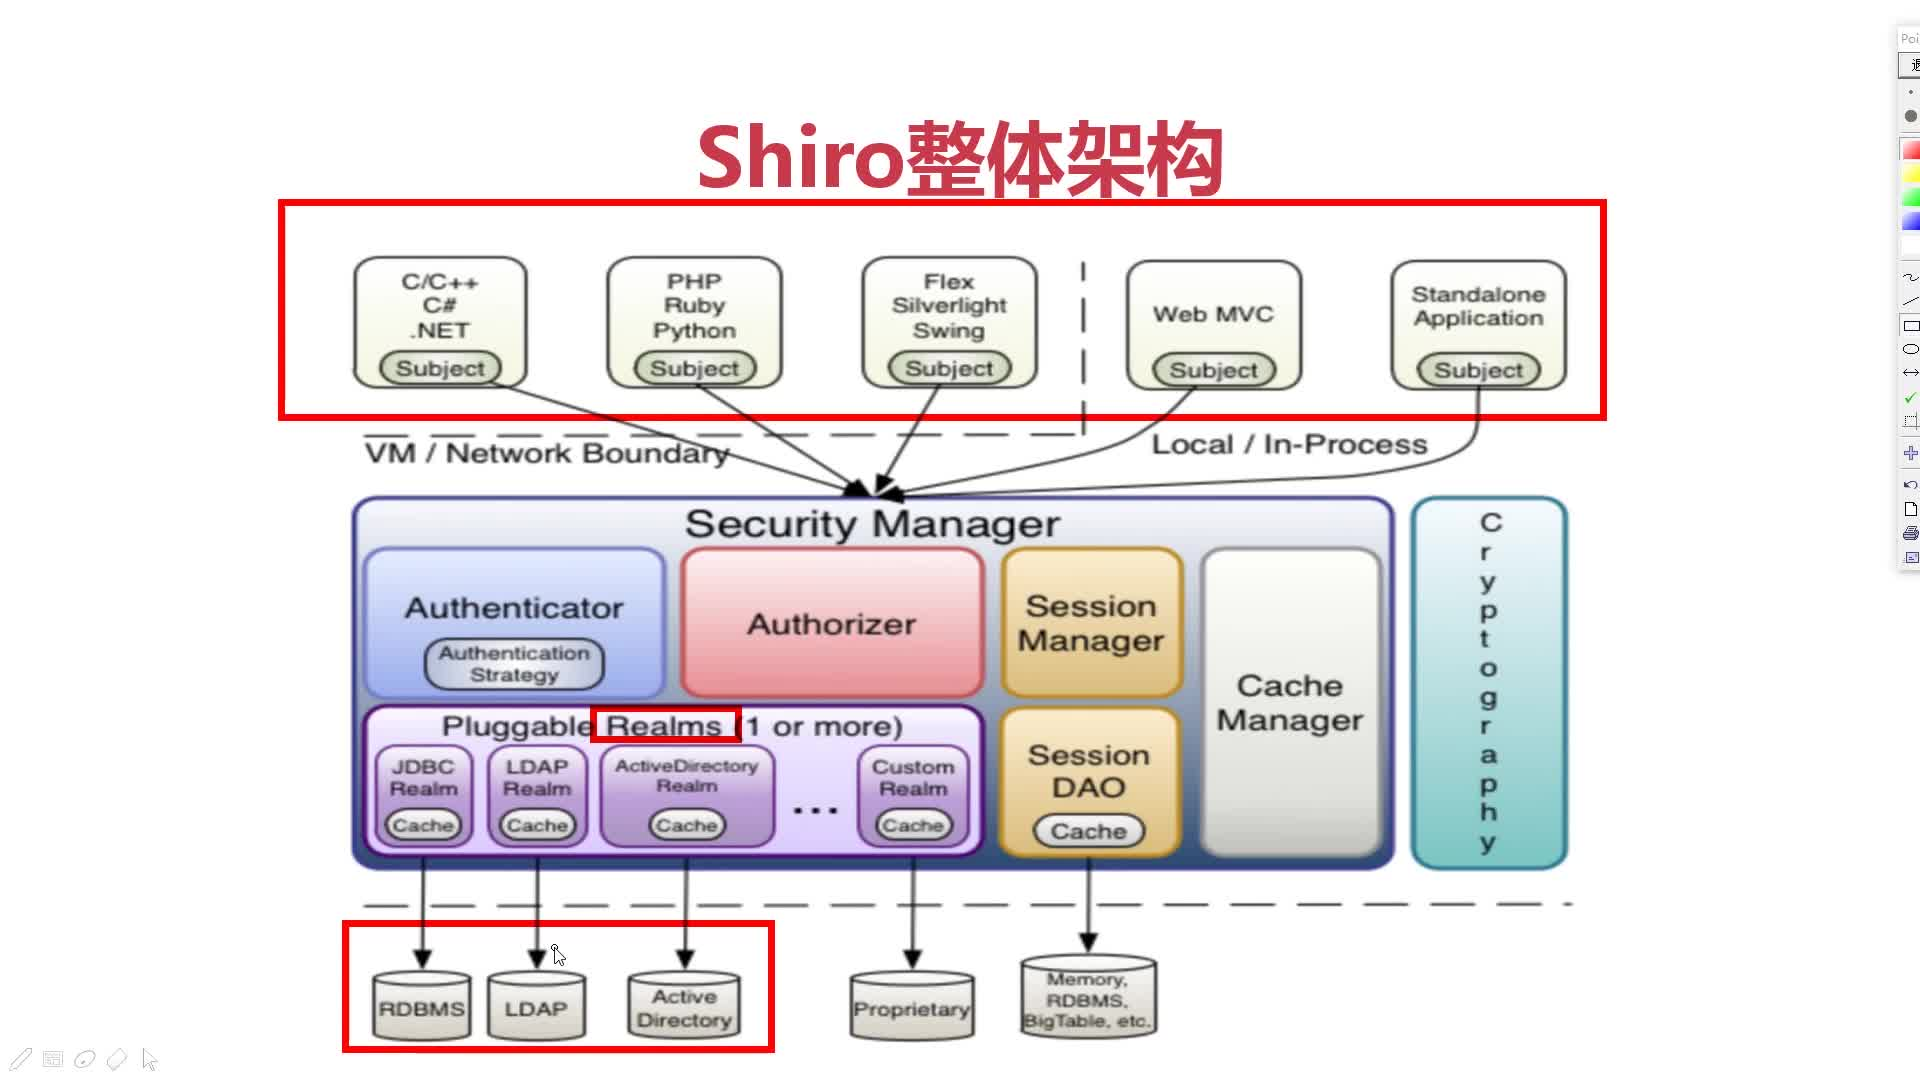 Shiro整体架构
C/C++
C#
.NET
Subject
PHP
Ruby
Python
Subject
Flex
Silverlight
Swing
Subject
Web MVC
Subject
Standalone
Application
Subject
VM / Network Boundary
Local / In-Process
Security Manager
Authenticator
Authentication
Strategy
Authorizer
Session
Manager
Cache
Manager
Cryptography
Pluggable Realms (1 or more)
JDBC
Realm
Cache
LDAP
Realm
Cache
ActiveDirectory
Realm
Cache
...
Custom
Realm
Cache
Session
DAO
Cache
RDBMS
LDAP
Active
Directory
Proprietary
Memory,
RDBMS,
BigTable, etc.
Poi